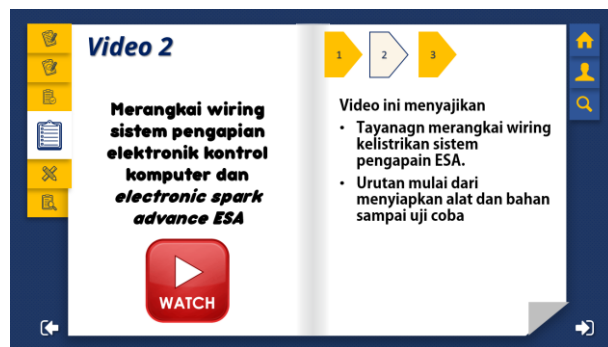 Video 2
Merangkai wiring
sistem pengapian
elektronik kontrol
komputer dan
electronic spark
advance ESA
WATCH
1 2 3
Video ini menyajikan
• Tayanagn merangkai wiring
kelistrikan sistem
pengapain ESA.
• Urutan mulai dari
menyiapkan alat dan bahan
sampai uji coba